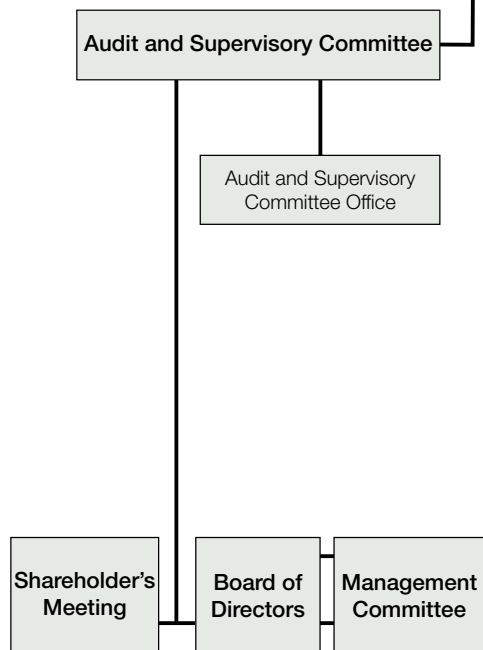 Audit and Supervisory Committee
Audit and Supervisory
Committee Office
Shareholder's
Meeting
Board of
Directors
Management
Committee